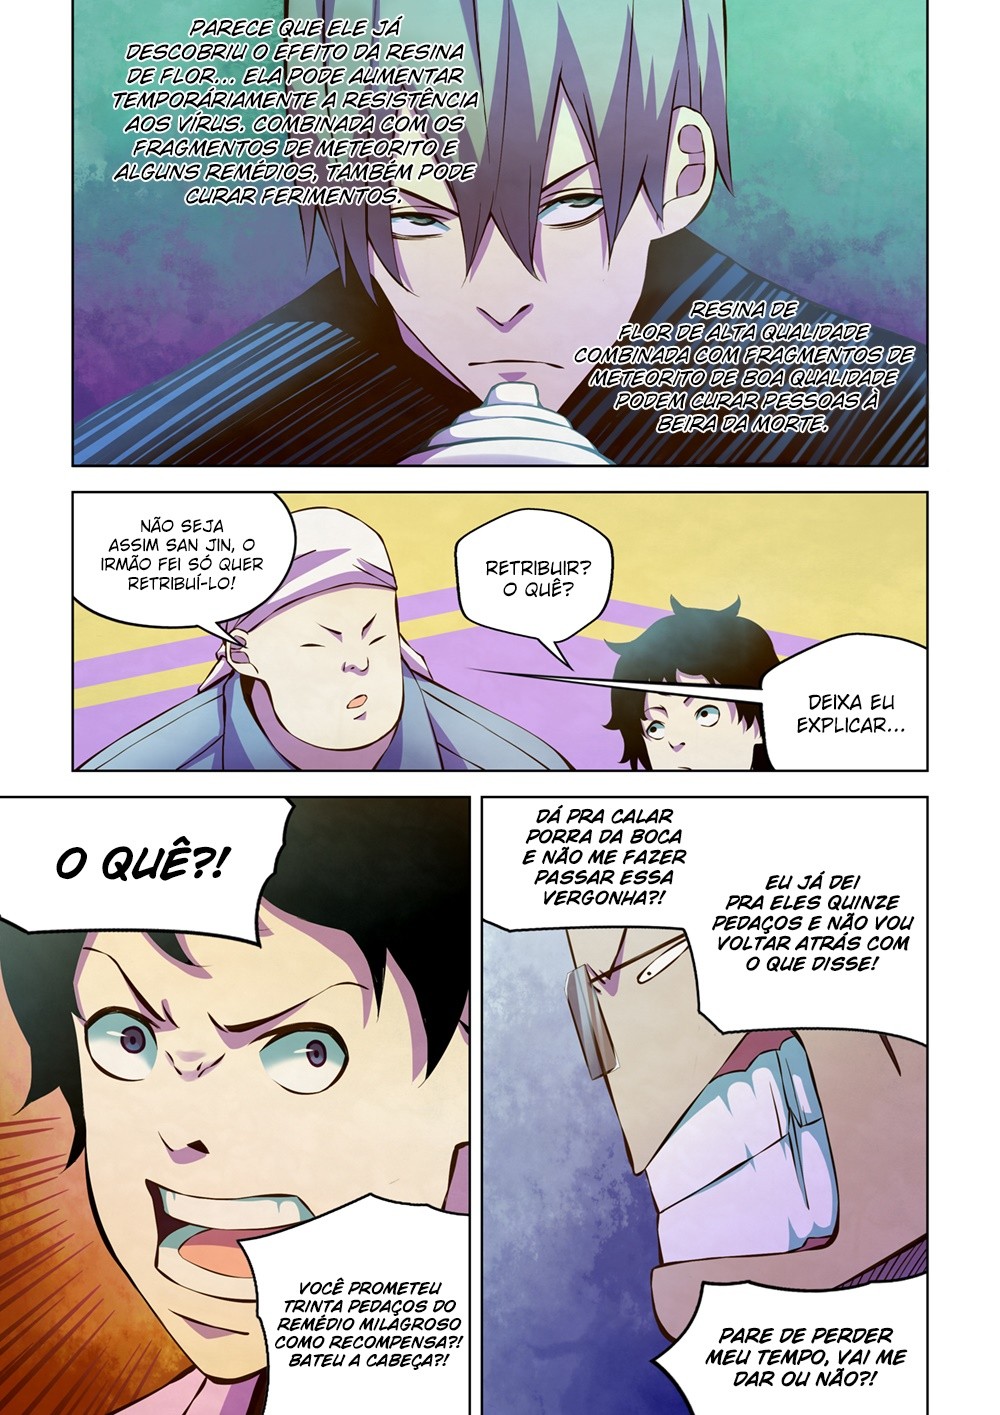 PARECE QUE ELE JÁ
DESCOBRIU O EFEITO DA RESINA
DE FLOR... ELA PODE AUMENTAR
TEMPORÁRIAMENTE A RESISTÊNCIA
AOS VÍRUS. COMBINADA COM OS
FRAGMENTOS DE METEORITO E
ALGUNS REMÉDIOS, TAMBÉM PODE
CURAR FERIMENTOS.
RESINA DE
FLOR DE ALTA QUALIDADE
COMBINADA COM FRAGMENTOS DE
METEORITO DE BOA QUALIDADE
PODEM CURAR PESSOAS À
BEIRA DA MORTE.
NÃO SEJA
ASSIM SAN JIN, O
IRMÃO FEI SÓ QUER
RETRIBUÍ-LO!
RETRIBUIR?
O QUÊ?
DEIXA EU
EXPLICAR...
O QUÊ?!
VOCÊ PROMETEU
TRINTA PEDAÇOS DO
REMÉDIO MILAGROSO
COMO RECOMPENSA?!
BATEU A CABEÇA?!
DÁ PRA CALAR
PORRA DA BOCA
E NÃO ME FAZER
PASSAR ESSA
VERGONHA?!
EU JÁ DEI
PRA ELES QUINZE
PEDAÇOS E NÃO VOU
VOLTAR ATRÁS COM
O QUE DISSE!
PARE DE PERDER
MEU TEMPO, VAI ME
DAR OU NÃO?!